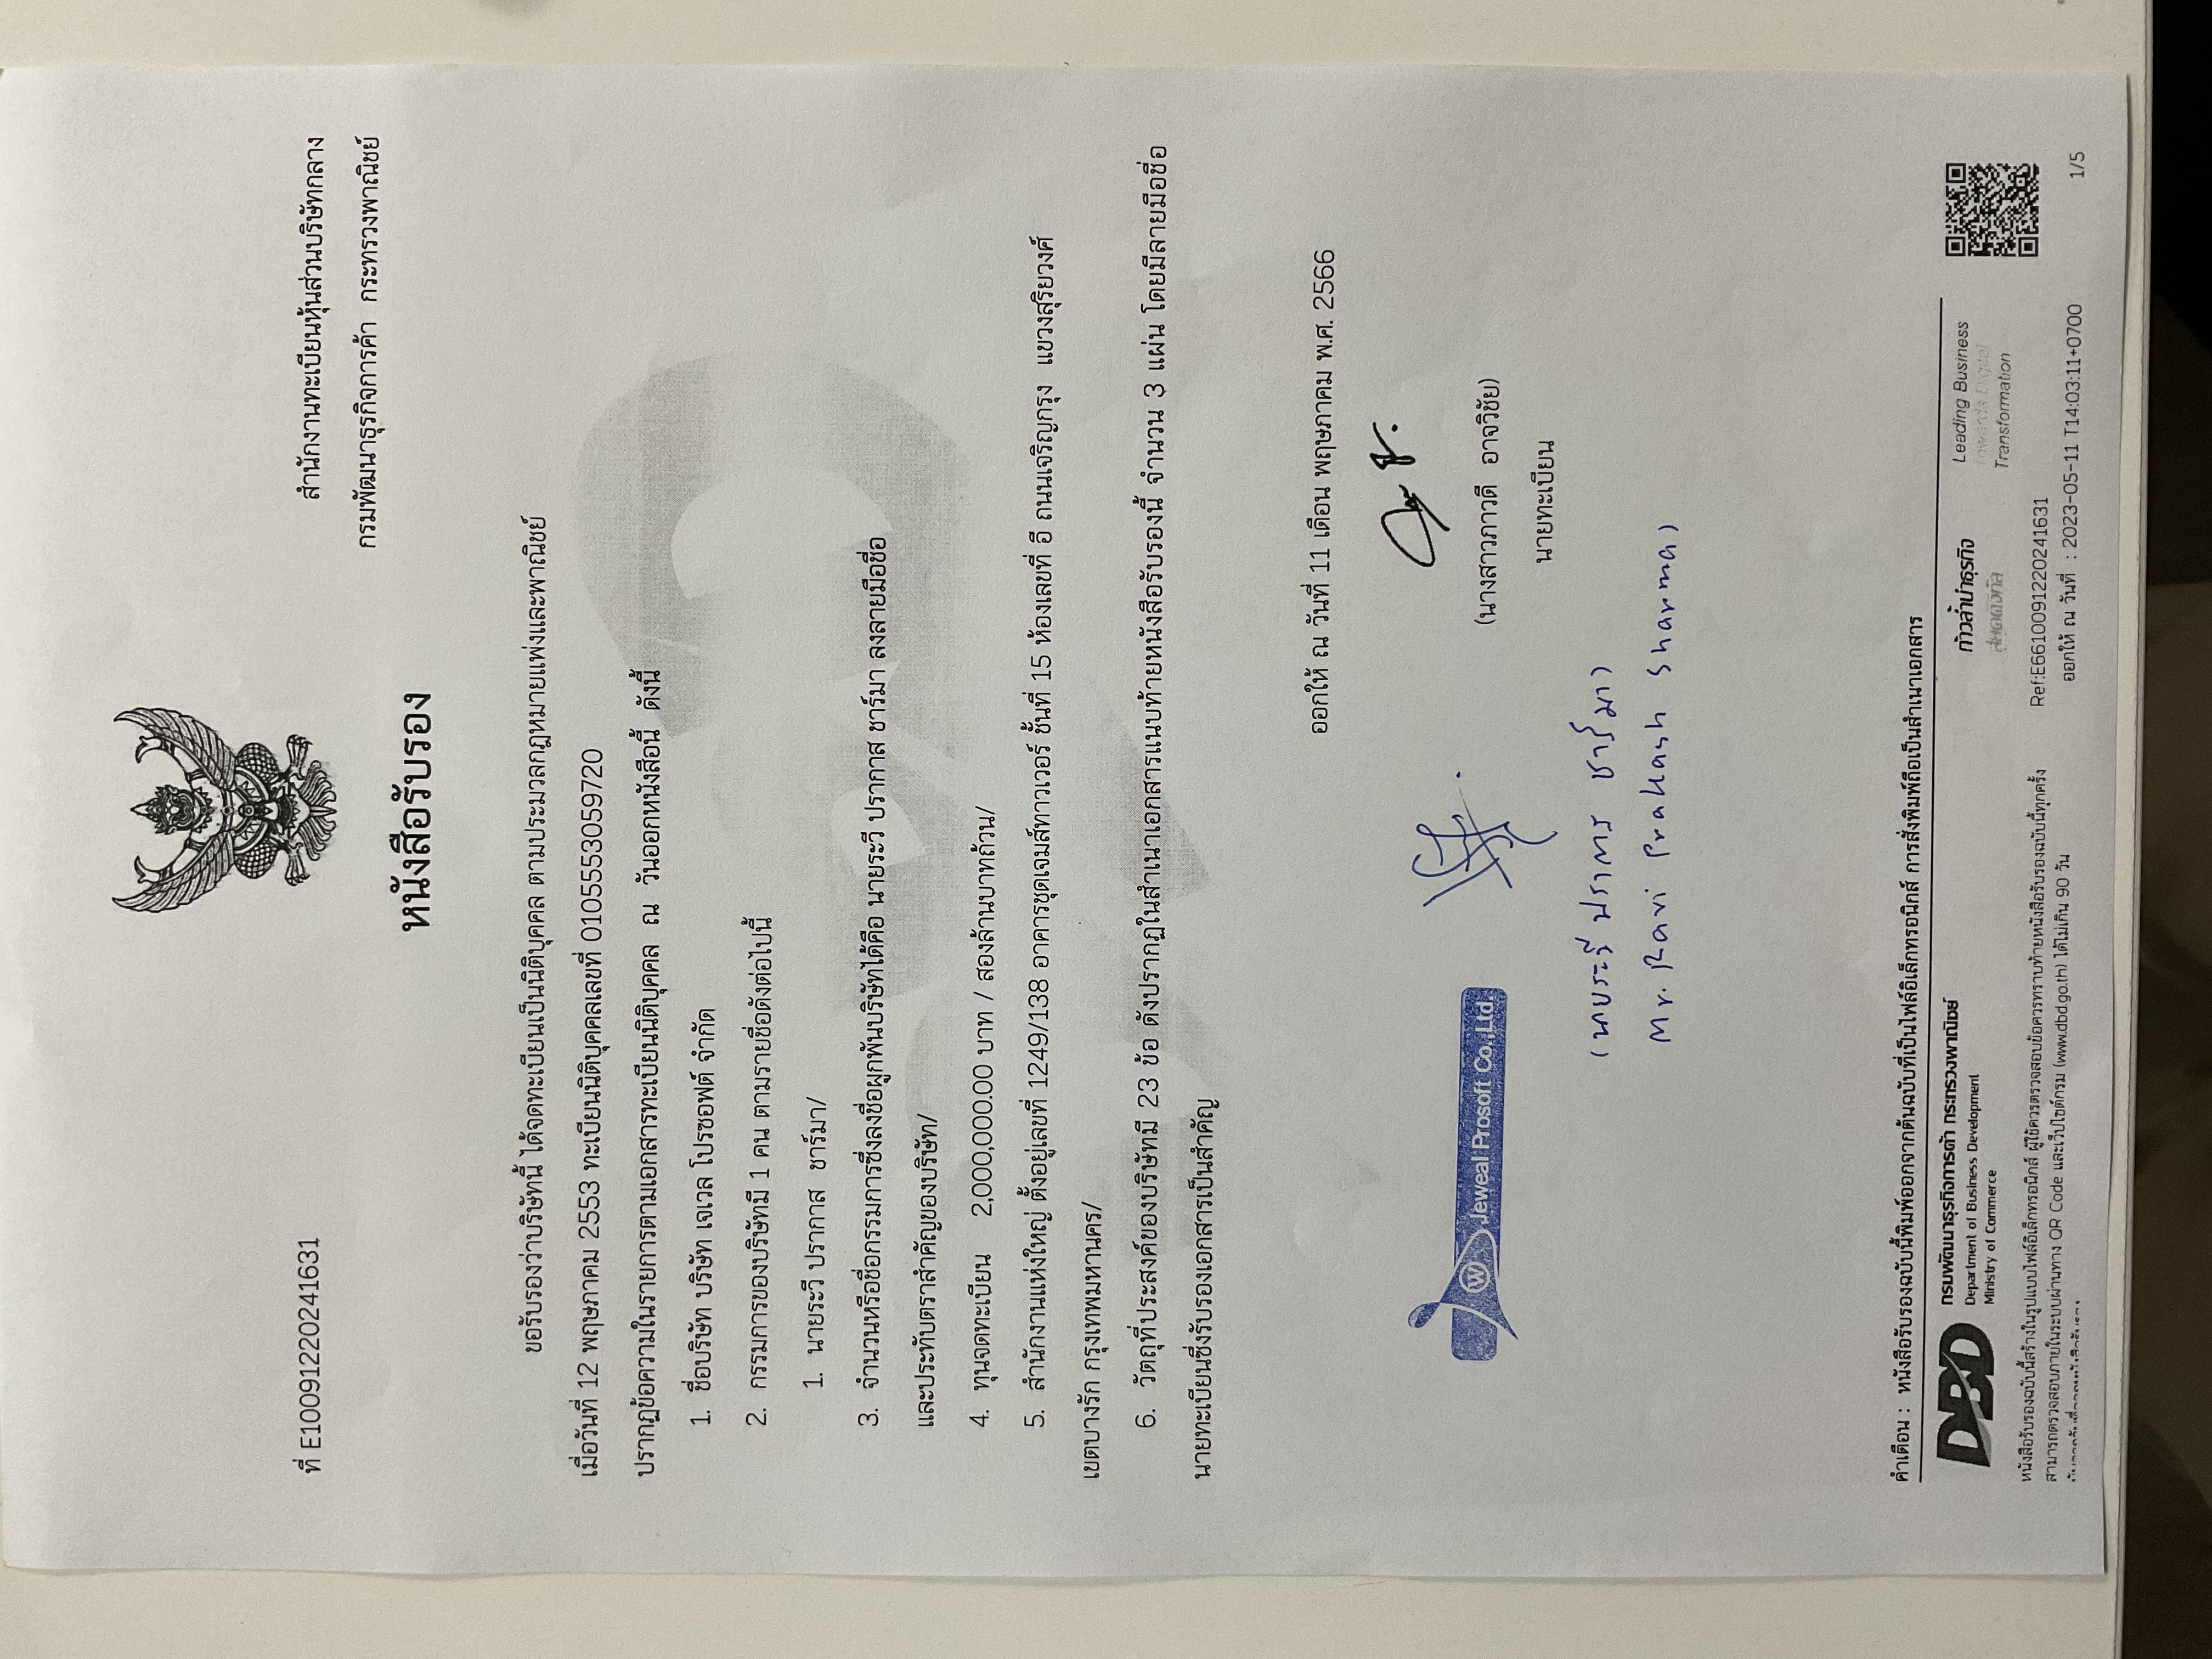 ที่ E10091220241631
สำนักงานทะเบียนหุ้นส่วนบริษัทกลาง
กรมพัฒนาธุรกิจการค้า กระทรวงพาณิชย์
หนังสือรับรอง
ขอรับรองว่าบริษัทนี้ ได้จดทะเบียนเป็นนิติบุคคล ตามประมวลกฎหมายแพ่งและพาณิชย์
เมื่อวันที่ 12 พฤษภาคม 2553 ทะเบียนนิติบุคคลเลขที่ 0105553059720
ปรากฏข้อความในรายการตามเอกสารทะเบียนนิติบุคคล ณ วันออกหนังสือนี้ ดังนี้
1. ชื่อบริษัท บริษัท เจเวล โปรซอฟต์ จำกัด
2. กรรมการของบริษัทมี 1 คน ตามรายชื่อดังต่อไปนี้
1. นายระวี ปรากาส ชาร์มา/
3. จำนวนหรือชื่อกรรมการซึ่งลงชื่อผูกพันบริษัทได้คือ นายระวี ปรากาส ชาร์มา ลงลายมือชื่อ
และประทับตราสำคัญของบริษัท/
4. ทุนจดทะเบียน 2,000,000.00 บาท / สองล้านบาทถ้วน/
5. สำนักงานแห่งใหญ่ ตั้งอยู่เลขที่ 1249/138 อาคารชุดเจมส์ทาวเวอร์ ชั้นที่ 15 ห้องเลขที่ อี ถนนเจริญกรุง แขวงสุริยวงศ์
เขตบางรัก กรุงเทพมหานคร/
6. วัตถุที่ประสงค์ของบริษัทมี 23 ข้อ ดังปรากฏในสำเนาเอกสารแนบท้ายหนังสือรับรองนี้ จำนวน 3 แผ่น โดยมีลายมือชื่อ
นายทะเบียนซึ่งรับรองเอกสารเป็นสำคัญ
ออกให้ ณ วันที่ 11 เดือน พฤษภาคม พ.ศ. 2566
W Jeweal Prosoft Co.,Ltd.
(นางสาวภาวดี อาจวิชัย)
นายทะเบียน
(นายระวี ปรากาส ชาร์มา)
Mr. Ravi Prakash Sharma)
คำเตือน : หนังสือรับรองฉบับนี้พิมพ์ออกจากต้นฉบับที่เป็นไฟล์อิเล็กทรอนิกส์ การสั่งพิมพ์ถือเป็นสำเนาเอกสาร
DBD
กรมพัฒนาธุรกิจการค้า กระทรวงพาณิชย์
Department of Business Development
Ministry of Commerce
ก้าวล้ำนำธุรกิจ
สู่ยุคดิจิทัล
Leading Business
Towards Digital
Transformation
หนังสือรับรองฉบับนี้สร้างในรูปแบบไฟล์อิเล็กทรอนิกส์ ผู้ใช้ควรตรวจสอบข้อควรทราบท้ายหนังสือรับรองฉบับนี้ทุกครั้ง
สามารถตรวจสอบภายในระบบผ่านทาง QR Code และเว็ปไซต์กรม (www.dbd.go.th) ได้ไม่เกิน 90 วัน
นับจากวันที่ออกหนังสือรับรอง
Ref:E6610091220241631
ออกให้ ณ วันที่ : 2023-05-11 T14:03:11+0700
1/5